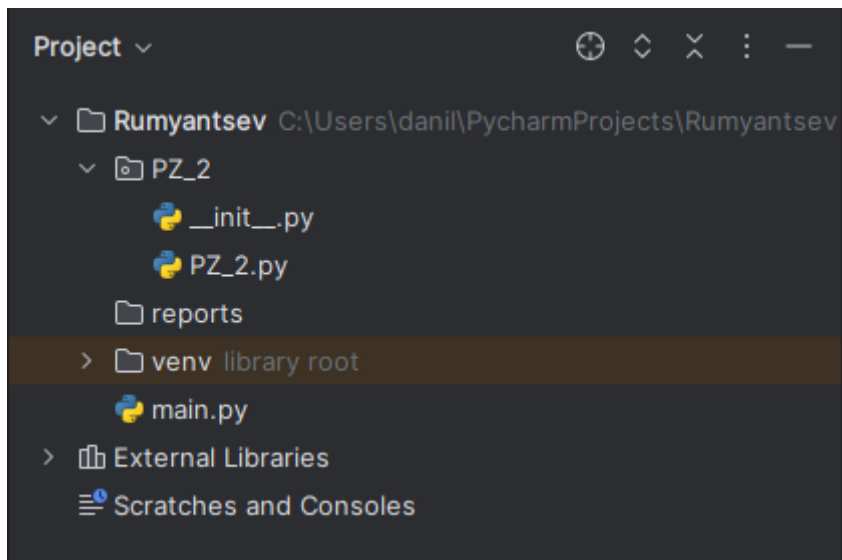 Project
Rumyantsev C:\Users\danil\PycharmProjects\Rumyantsev
PZ_2
__init__.py
PZ_2.py
reports
venv library root
main.py
External Libraries
Scratches and Consoles